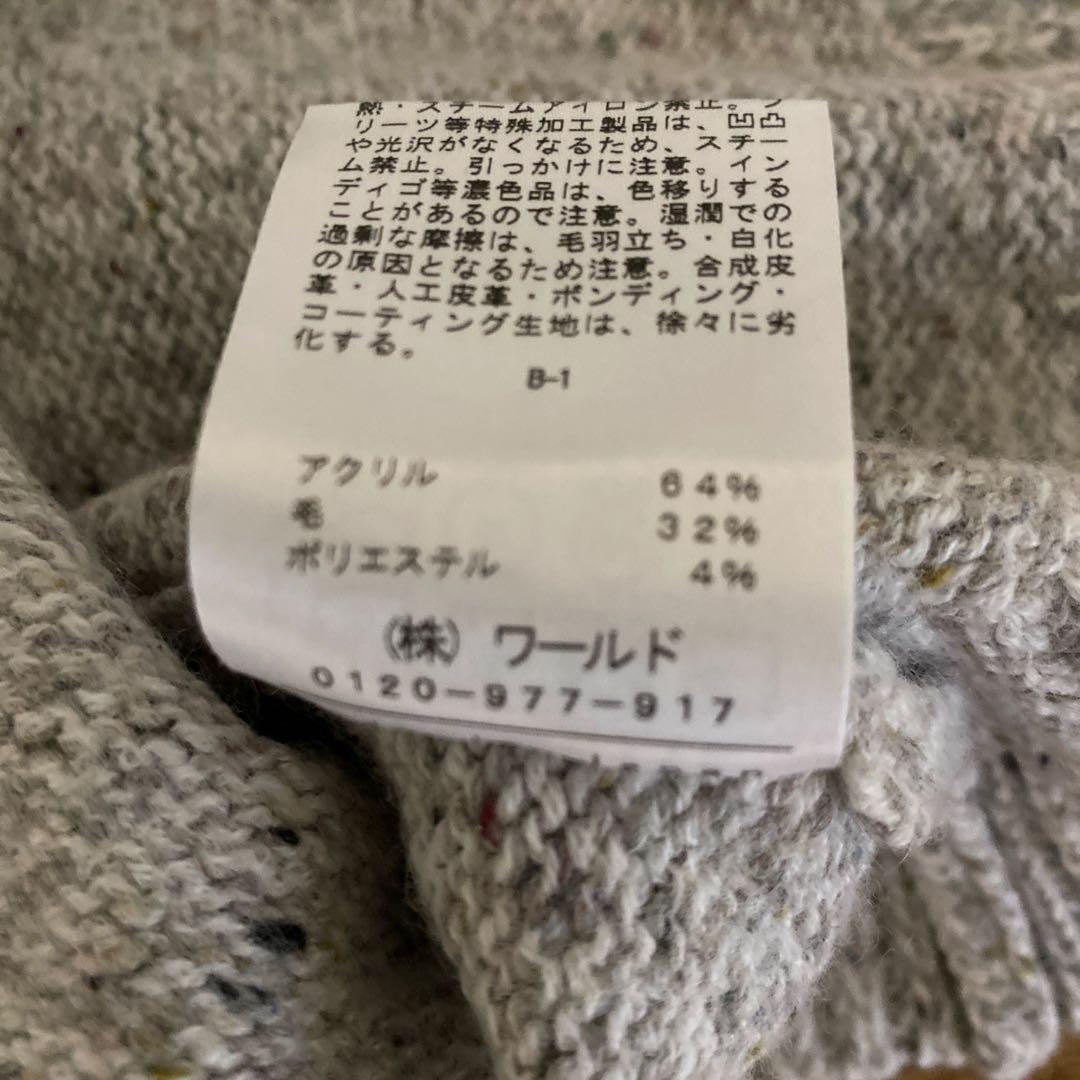 熱・スチームアイロン禁止。プ
リーツ等特殊加工製品は、凹凸
や光沢がなくなるため、スチー
ム禁止。引っかけに注意。イン
ディゴ等濃色品は、色移りする
ことがあるので注意。湿潤での
過剰な摩擦は、毛羽立ち・白化
の原因となるため注意。合成皮
革・人工皮革・ボンディング・
コーティング生地は、徐々に劣
化する。
B-1
アクリル 64%
毛 32%
ポリエステル 4%
(株) ワールド
0120-977-917